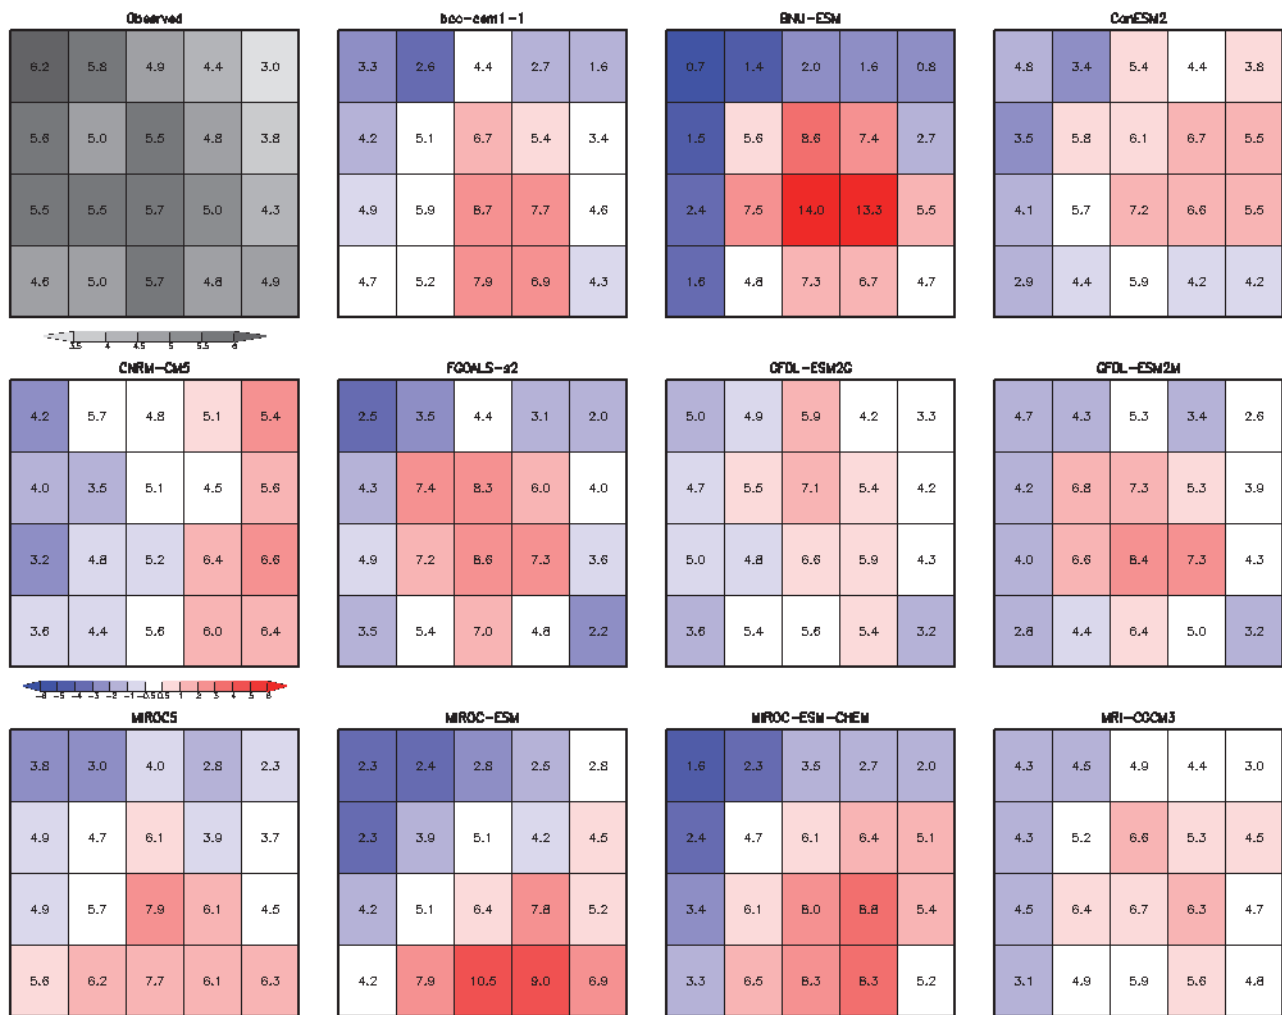 Observed bcc-csm1-1 BNU-ESM CanESM2
6.2 5.8 4.9 4.4 3.0 3.3 2.6 4.4 2.7 1.6 0.7 1.4 2.0 1.6 0.8 4.8 3.4 5.4 4.4 3.8
5.6 5.0 5.5 4.8 3.8 4.2 5.1 6.7 5.4 3.4 1.5 5.6 8.6 7.4 2.7 3.5 5.8 6.1 6.7 5.5
5.5 5.5 5.7 5.0 4.3 4.9 5.9 8.7 7.7 4.6 2.4 7.5 14.0 13.3 5.5 4.1 5.7 7.2 6.6 5.5
4.6 5.0 5.7 4.8 4.9 4.7 5.2 7.9 6.9 4.3 1.6 4.8 7.3 6.7 4.7 2.9 4.4 5.9 4.2 4.2
3.5 4 4.5 5 5.5 6
CNRM-CM5 FGOALS-s2 GFDL-ESM2G GFDL-ESM2M
4.2 5.7 4.8 5.1 5.4 2.5 3.5 4.4 3.1 2.0 5.0 4.9 5.9 4.2 3.3 4.7 4.3 5.3 3.4 2.6
4.0 3.5 5.1 4.5 5.6 4.3 7.4 8.3 6.0 4.0 4.7 5.5 7.1 5.4 4.2 4.2 6.8 7.3 5.3 3.9
3.2 4.8 5.2 6.4 6.6 4.9 7.2 8.6 7.3 3.6 5.0 4.8 6.6 5.9 4.3 4.0 6.6 8.4 7.3 4.3
3.6 4.4 5.6 6.0 6.4 3.5 5.4 7.0 4.8 2.2 3.6 5.4 5.6 5.4 3.2 2.8 4.4 6.4 5.0 3.2
-5 -4 -3 -2 -1 -0.5 0.5 1 2 3 4 5 6
MIROC5 MIROC-ESM MIROC-ESM-CHEM MRI-CGCM3
3.8 3.0 4.0 2.8 2.3 2.3 2.4 2.8 2.5 2.8 1.6 2.3 3.5 2.7 2.0 4.3 4.5 4.9 4.4 3.0
4.9 4.7 6.1 3.9 3.7 2.3 3.9 5.1 4.2 4.5 2.4 4.7 6.1 6.4 5.1 4.3 5.2 6.6 5.3 4.5
4.9 5.7 7.9 6.1 4.5 4.2 5.1 6.4 7.8 5.2 3.4 6.1 8.0 8.8 5.4 4.5 6.4 6.7 6.3 4.7
5.6 6.2 7.7 6.1 6.3 4.2 7.9 10.5 9.0 6.9 3.3 6.5 8.3 8.3 5.2 3.1 4.9 5.9 5.6 4.8